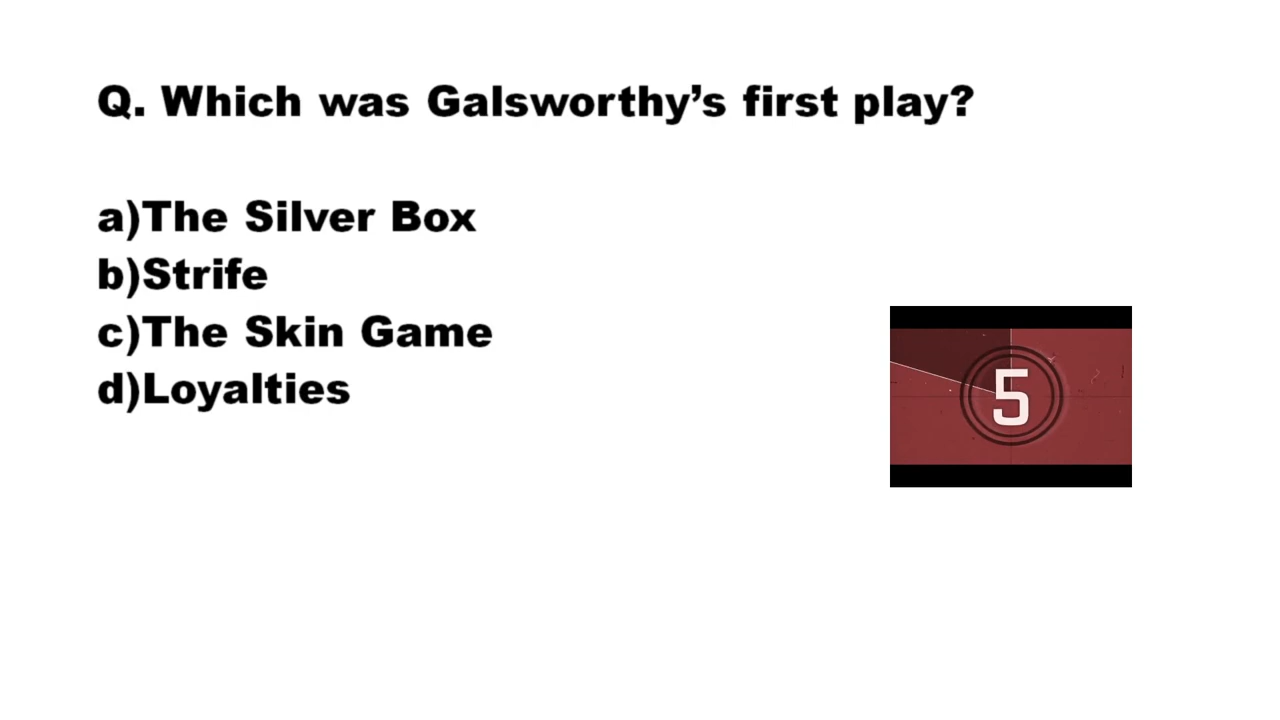 Q. Which was Galsworthy’s first play?
a)The Silver Box
b)Strife
c)The Skin Game
d)Loyalties
5